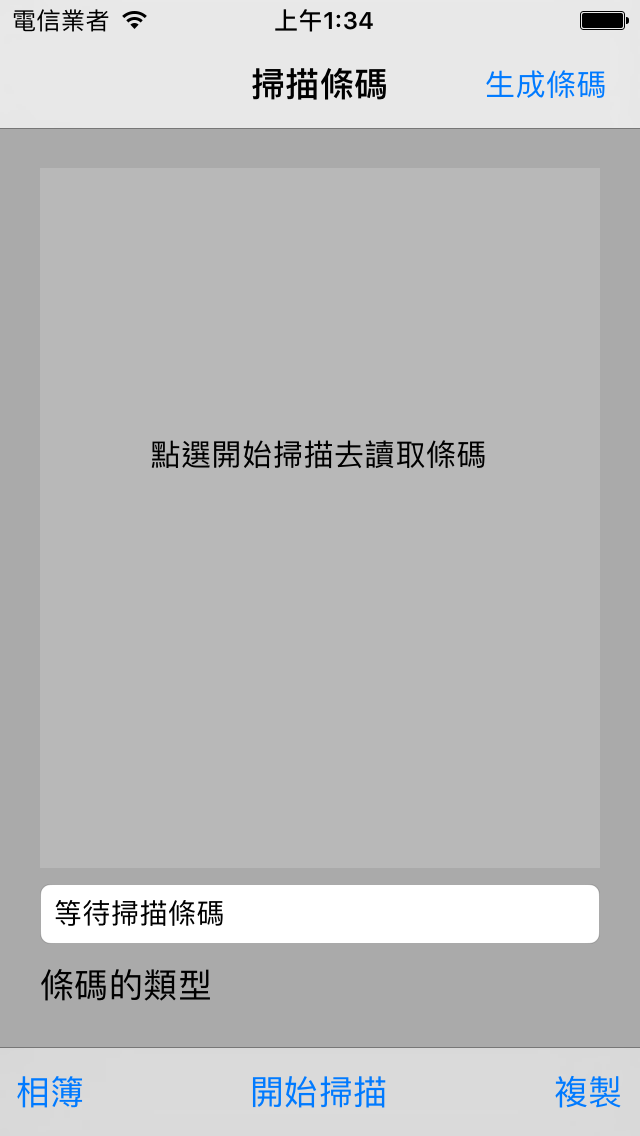 電信業者 上午1:34
掃描條碼 生成條碼
點選開始掃描去讀取條碼
等待掃描條碼
條碼的類型
相簿 開始掃描 複製